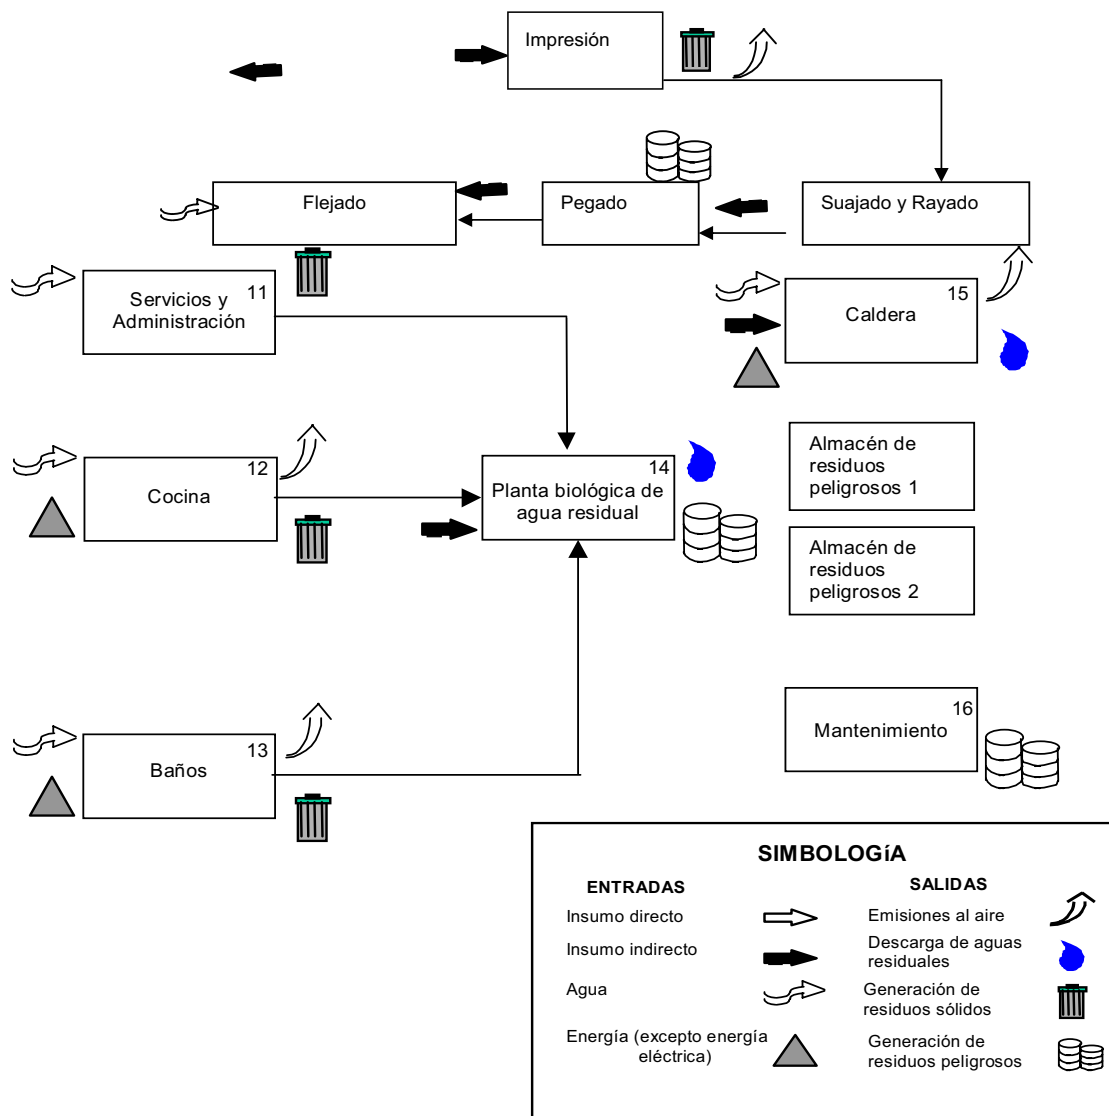 Impresión
Flejado
Pegado
Suajado y Rayado
11
Servicios y
Administración
15
Caldera
12
Cocina
14
Planta biológica de
agua residual
Almacén de
residuos
peligrosos 1
Almacén de
residuos
peligrosos 2
13
Baños
16
Mantenimiento
SIMBOLOGíA
ENTRADAS
SALIDAS
Insumo directo
Emisiones al aire
Insumo indirecto
Descarga de aguas
residuales
Agua
Generación de
residuos sólidos
Energía (excepto energía
eléctrica)
Generación de
residuos peligrosos